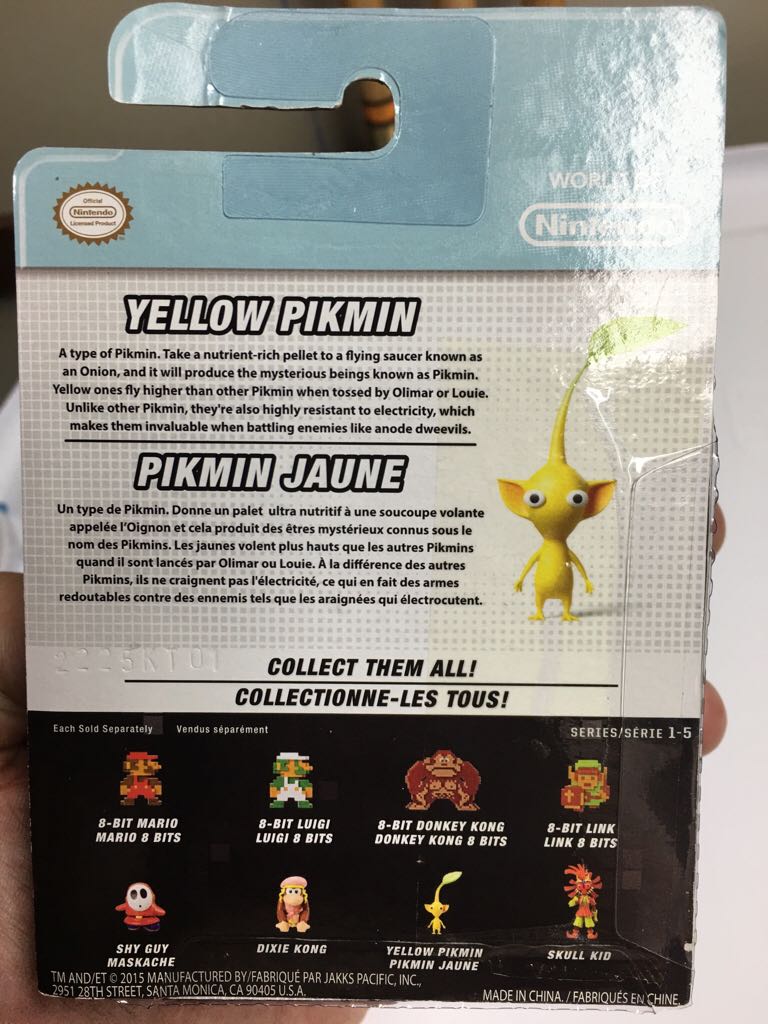 Official
Nintendo
Licensed Product
WORLD OF
Nintendo
YELLOW PIKMIN
A type of Pikmin. Take a nutrient-rich pellet to a flying saucer known as
an Onion, and it will produce the mysterious beings known as Pikmin.
Yellow ones fly higher than other Pikmin when tossed by Olimar or Louie.
Unlike other Pikmin, they're also highly resistant to electricity, which
makes them invaluable when battling enemies like anode dweevils.
PIKMIN JAUNE
Un type de Pikmin. Donne un palet ultra nutritif à une soucoupe volante
appelée l'Oignon et cela produit des êtres mystérieux connus sous le
nom des Pikmins. Les jaunes volent plus hauts que les autres Pikmins
quand il sont lancés par Olimar ou Louie. À la différence des autres
Pikmins, ils ne craignent pas l'électricité, ce qui en fait des armes
redoutables contre des ennemis tels que les araignées qui électrocutent.
2225KT01
COLLECT THEM ALL!
COLLECTIONNE-LES TOUS!
Each Sold Separately Vendus séparément SERIES/SÉRIE 1-5
8-BIT MARIO
MARIO 8 BITS
8-BIT LUIGI
LUIGI 8 BITS
8-BIT DONKEY KONG
DONKEY KONG 8 BITS
8-BIT LINK
LINK 8 BITS
SHY GUY
MASKACHE
DIXIE KONG
YELLOW PIKMIN
PIKMIN JAUNE
SKULL KID
TM AND/ET © 2015 MANUFACTURED BY/FABRIQUÉ PAR JAKKS PACIFIC, INC.,
2951 28TH STREET, SANTA MONICA, CA 90405 U.S.A.
MADE IN CHINA. / FABRIQUÉS EN CHINE.